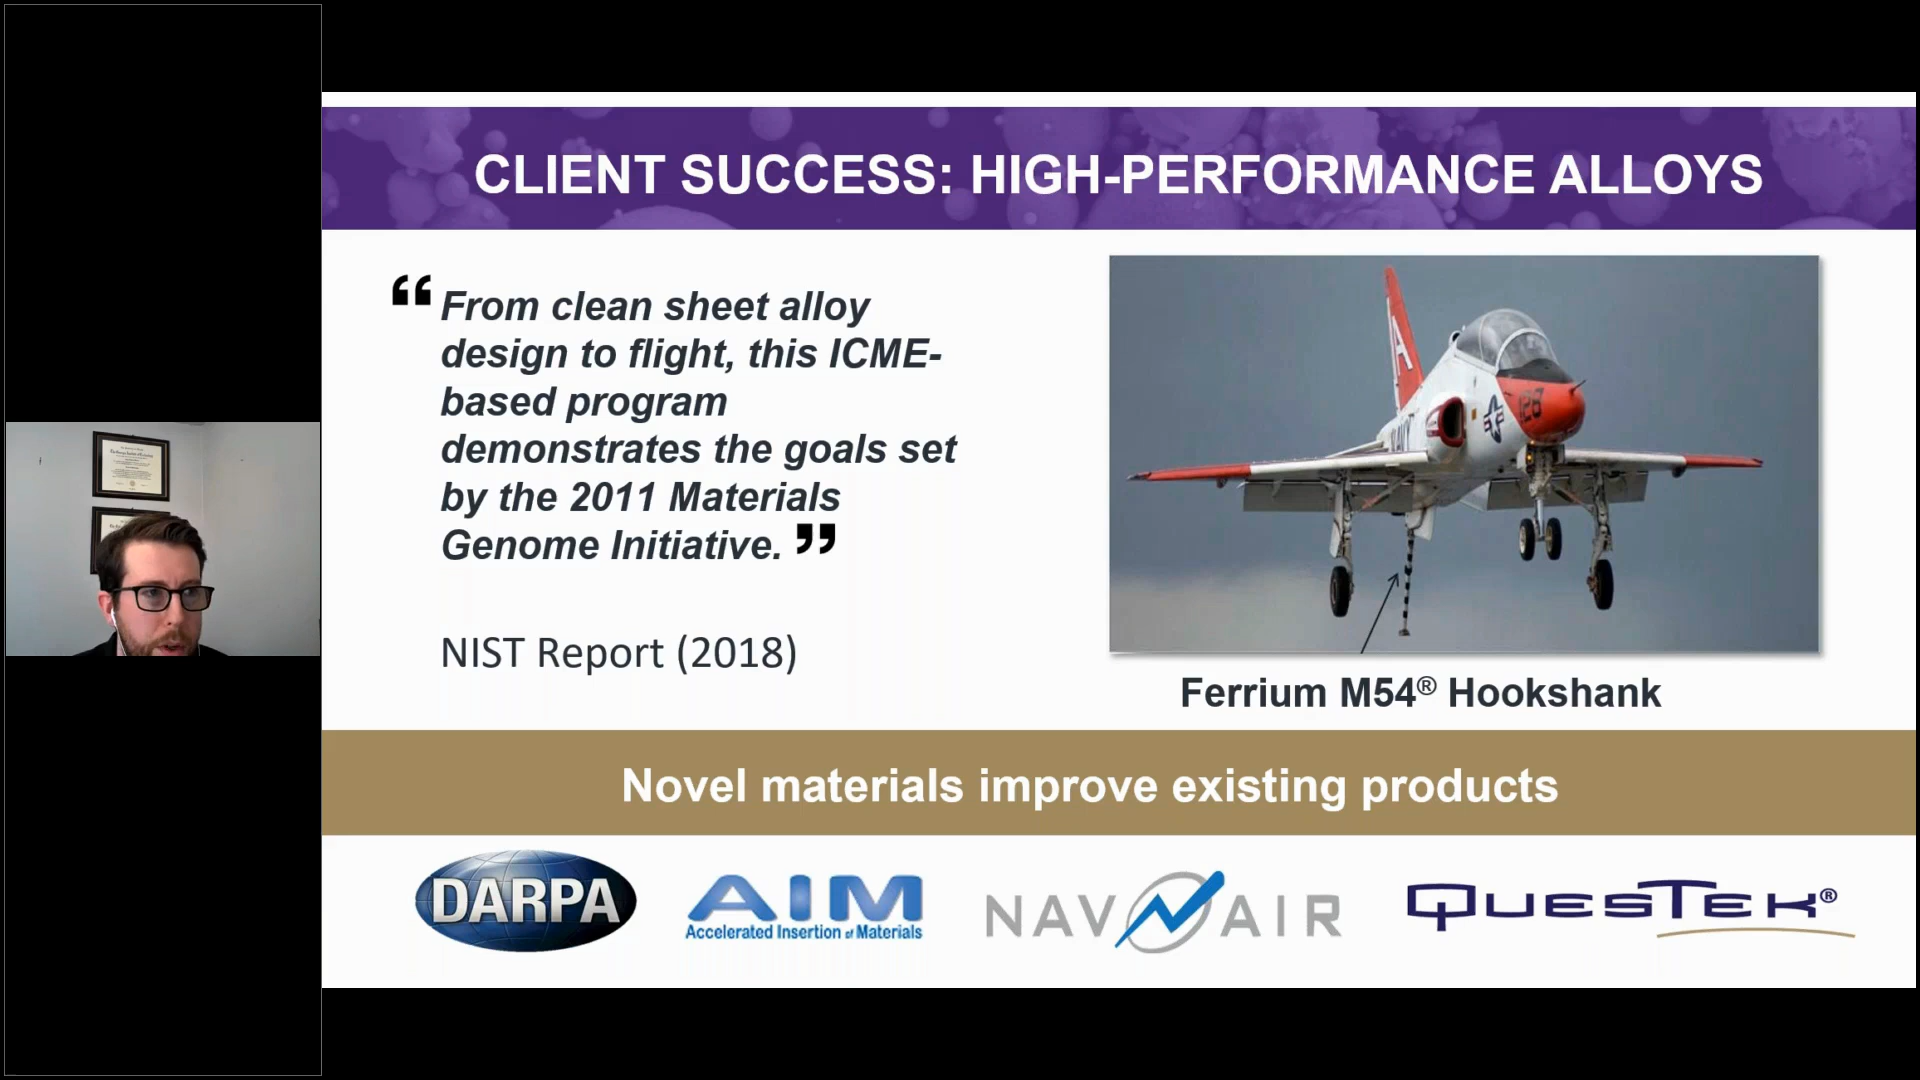 CLIENT SUCCESS: HIGH-PERFORMANCE ALLOYS
“ From clean sheet alloy
design to flight, this ICME-
based program
demonstrates the goals set
by the 2011 Materials
Genome Initiative. ”
NIST Report (2018)
A
128
NAVY
Ferrium M54® Hookshank
Novel materials improve existing products
DARPA
AIM
Accelerated Insertion of Materials
NAVAIR
QUESTEK®